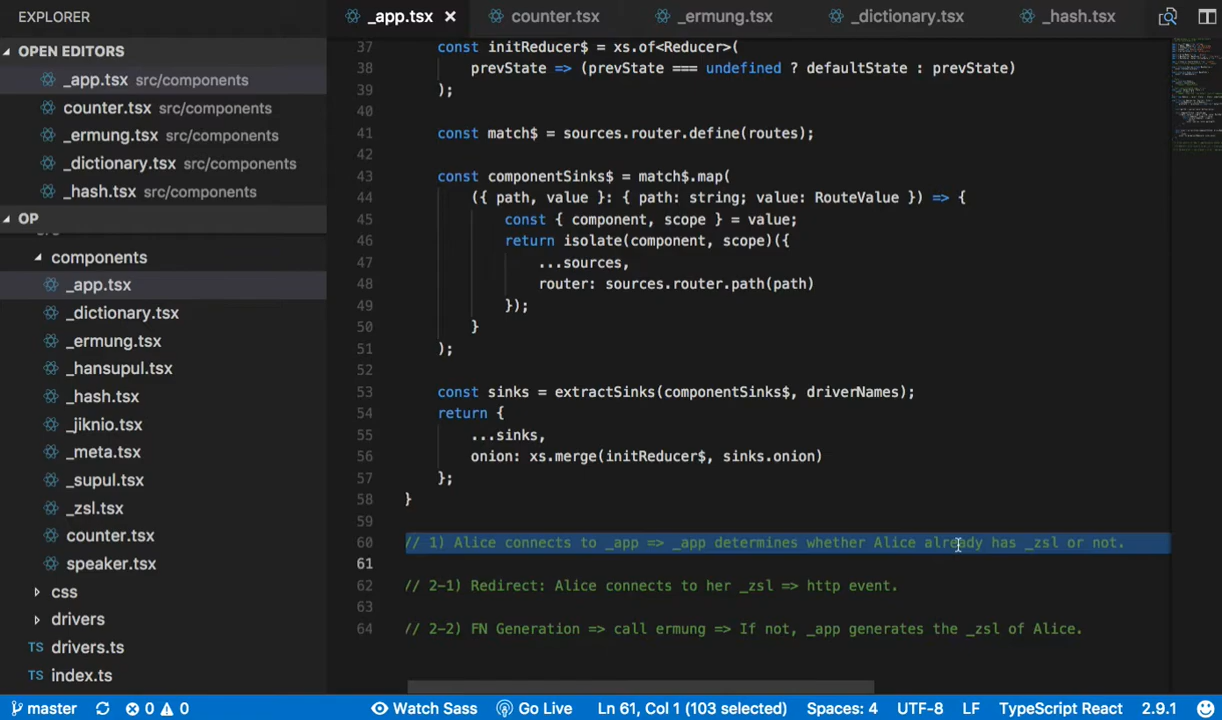 EXPLORER
OPEN EDITORS
_app.tsx src/components
counter.tsx src/components
_ermung.tsx src/components
_dictionary.tsx src/components
_hash.tsx src/components
OP
components
_app.tsx
_dictionary.tsx
_ermung.tsx
_hansupul.tsx
_hash.tsx
_jiknio.tsx
_meta.tsx
_supul.tsx
_zsl.tsx
counter.tsx
speaker.tsx
css
drivers
TS drivers.ts
TS index.ts
_app.tsx × counter.tsx _ermung.tsx _dictionary.tsx _hash.tsx
37 const initReducer$ = xs.of<Reducer>(
38 prevState => (prevState === undefined ? defaultState : prevState)
39 );
40
41 const match$ = sources.router.define(routes);
42
43 const componentSinks$ = match$.map(
44 ({ path, value }: { path: string; value: RouteValue }) => {
45 const { component, scope } = value;
46 return isolate(component, scope)({
47 ...sources,
48 router: sources.router.path(path)
49 });
50 }
51 );
52
53 const sinks = extractSinks(componentSinks$, driverNames);
54 return {
55 ...sinks,
56 onion: xs.merge(initReducer$, sinks.onion)
57 };
58 }
59
60 // 1) Alice connects to _app => _app determines whether Alice already has _zsl or not.
61
62 // 2-1) Redirect: Alice connects to her _zsl => http event.
63
64 // 2-2) FN Generation => call ermung => If not, _app generates the _zsl of Alice.
master 0 0 Watch Sass Go Live Ln 61, Col 1 (103 selected) Spaces: 4 UTF-8 LF TypeScript React 2.9.1